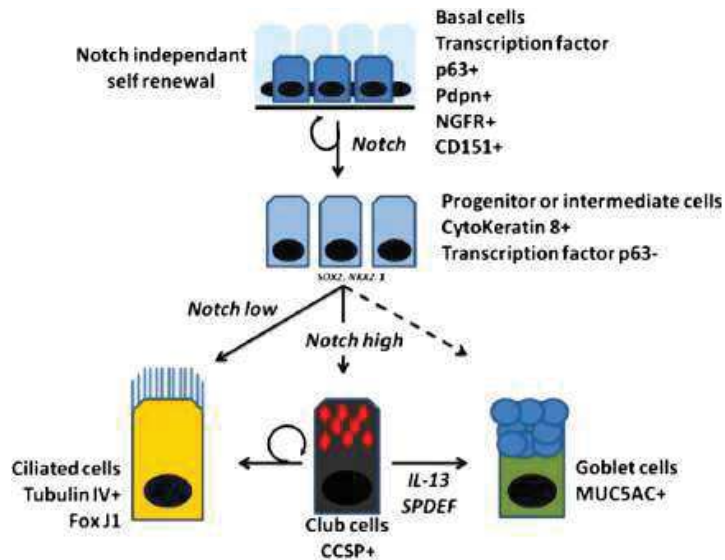 Notch independant
self renewal
Basal cells
Transcription factor
p63+
Pdpn+
NGFR+
CD151+
Notch
Progenitor or intermediate cells
CytoKeratin 8+
Transcription factor p63-
SOX2, NKX2.1
Notch low
Notch high
Ciliated cells
Tubulin IV+
Fox J1
IL-13
SPDEF
Club cells
CCSP+
Goblet cells
MUC5AC+